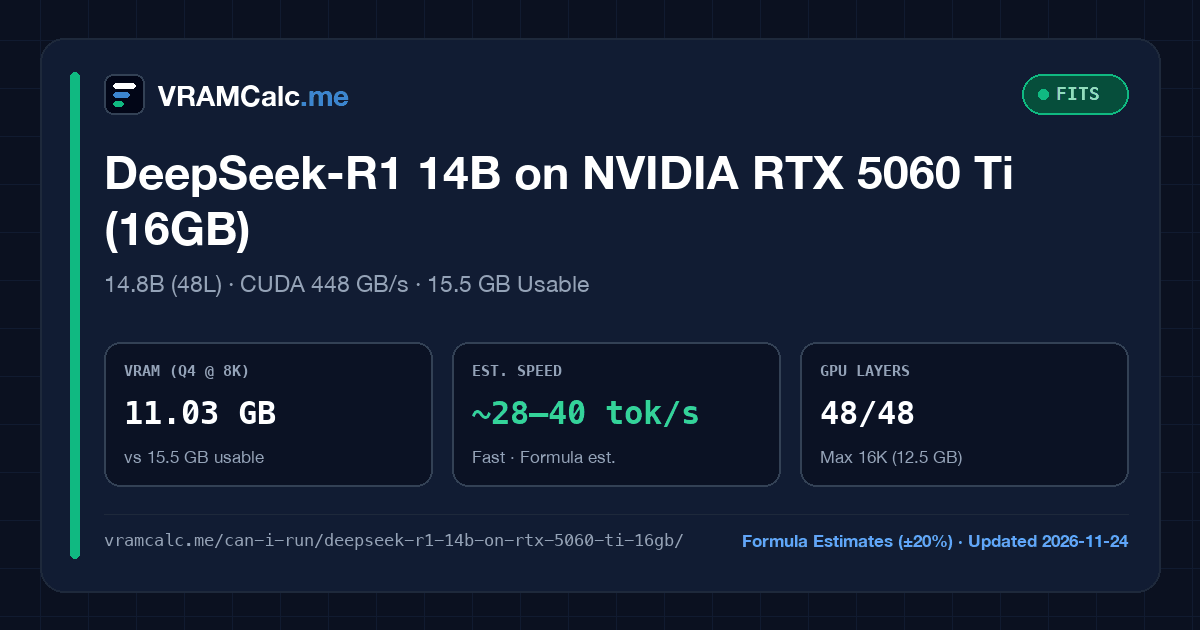 VRAMCalc.me
FITS
DeepSeek-R1 14B on NVIDIA RTX 5060 Ti
(16GB)
14.8B (48L) · CUDA 448 GB/s · 15.5 GB Usable
VRAM (Q4 @ 8K)
11.03 GB
vs 15.5 GB usable
EST. SPEED
~28–40 tok/s
Fast · Formula est.
GPU LAYERS
48/48
Max 16K (12.5 GB)
vramcalc.me/can-i-run/deepseek-r1-14b-on-rtx-5060-ti-16gb/
Formula Estimates (±20%) · Updated 2026-11-24